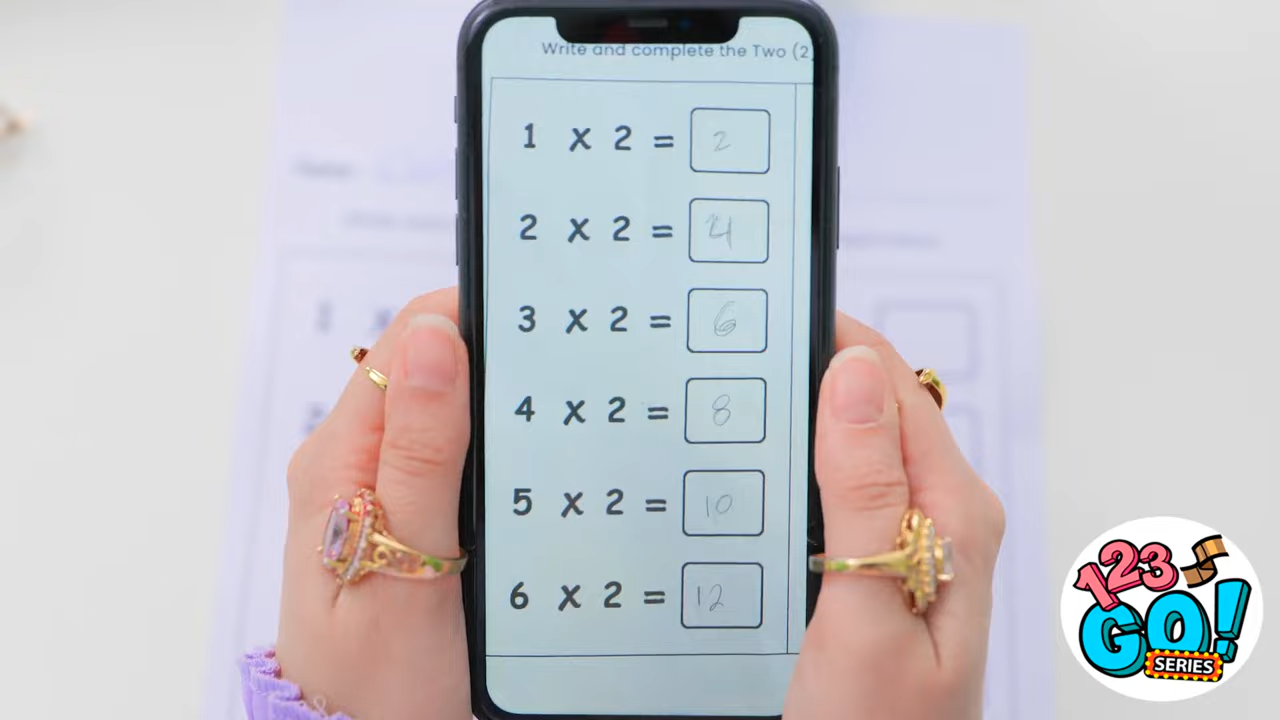 Write and complete the Two (2
1 x 2 = 2
2 x 2 = 4
3 x 2 = 6
4 x 2 = 8
5 x 2 = 10
6 x 2 = 12
123
GO!
SERIES